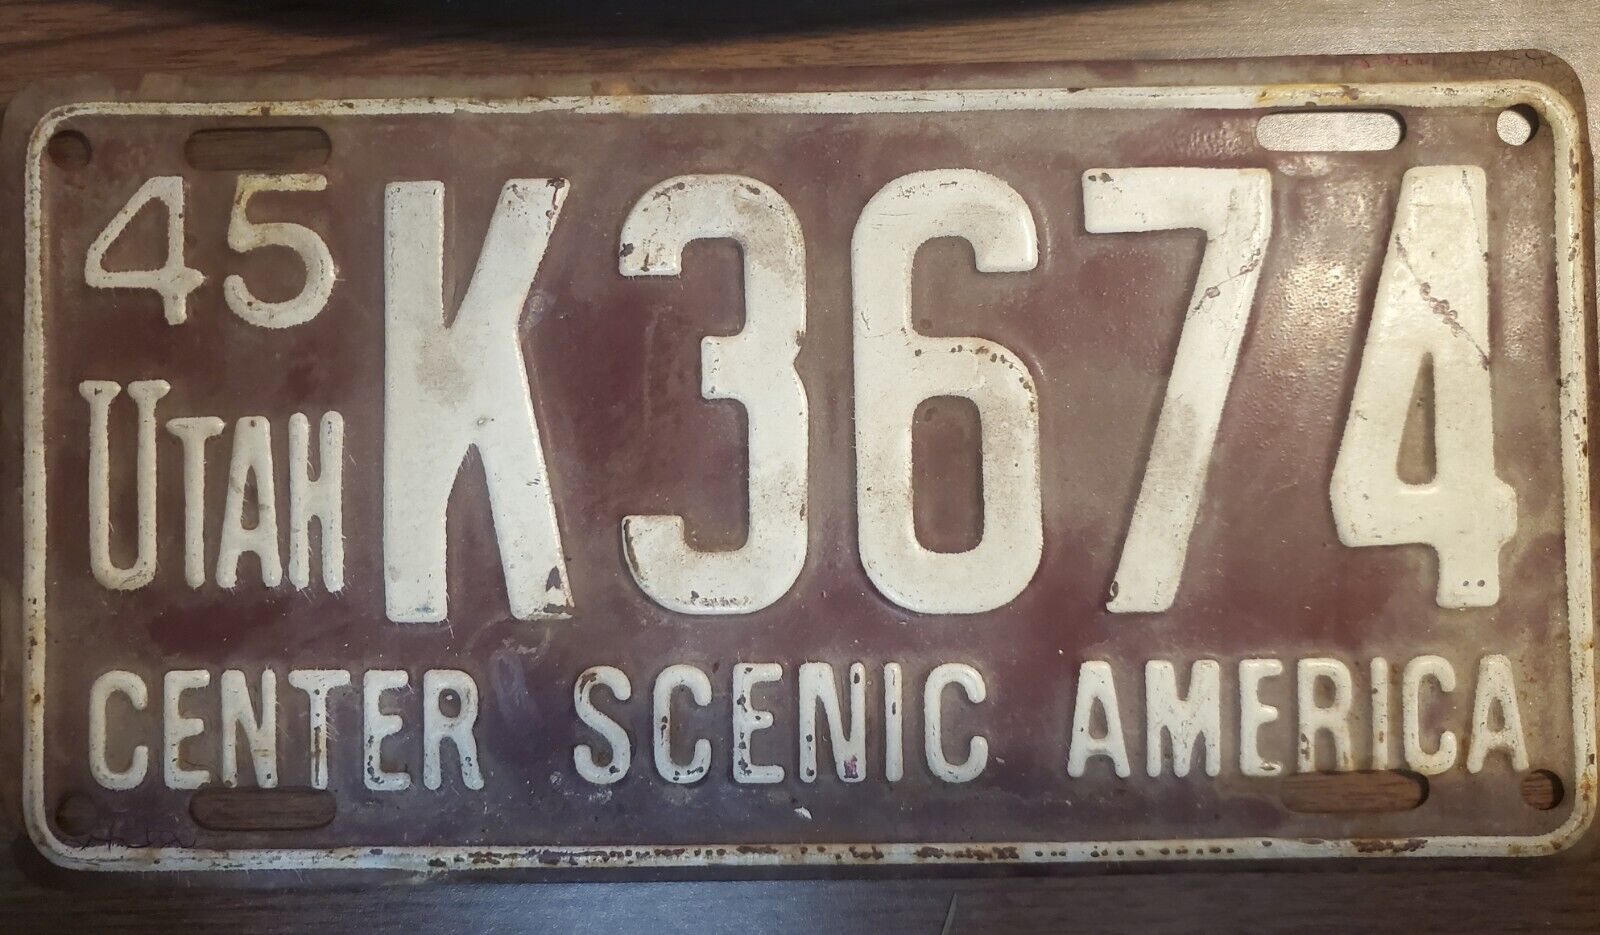 45 K3674
UTAH
CENTER SCENIC AMERICA